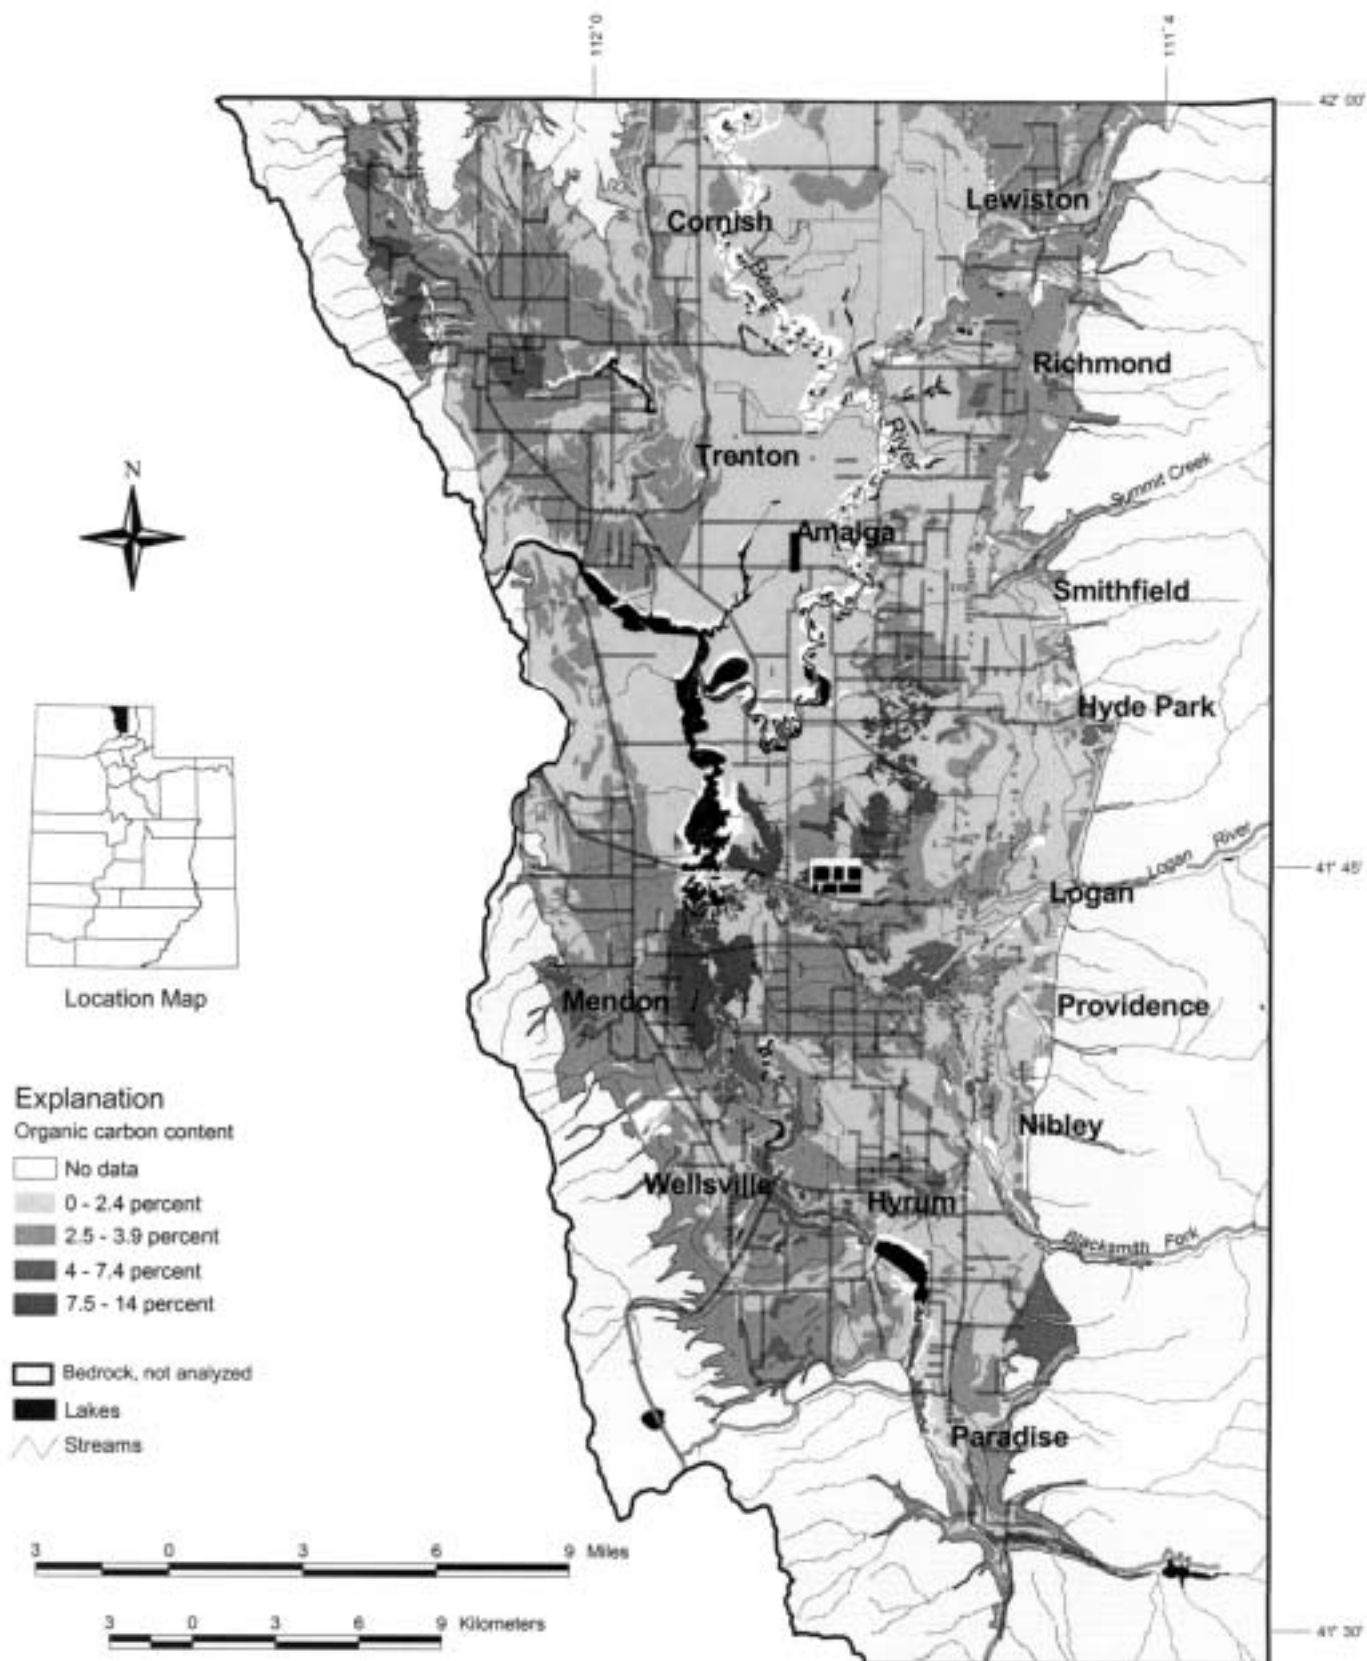 112° 0'
111° 4
42° 00'
Lewiston
Cornish
Bear
Richmond
River
Trenton
N
Summit Creek
Amalga
Smithfield
Hyde Park
Logan River
41° 45'
Logan
Location Map
Mendon
Providence
Explanation
Organic carbon content
No data
0 - 2.4 percent
2.5 - 3.9 percent
4 - 7.4 percent
7.5 - 14 percent
Nibley
Wellsville
Hyrum
Blacksmith Fork
Bedrock, not analyzed
Lakes
Streams
Paradise
3 0 3 6 9 Miles
3 0 3 6 9 Kilometers
41° 30'